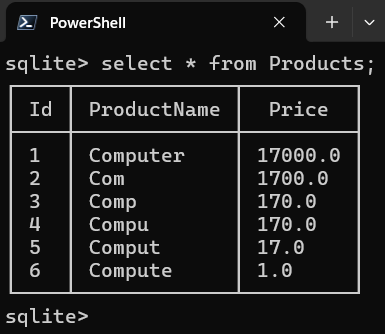 PowerShell
sqlite> select * from Products;
Id ProductName Price
1 Computer 17000.0
2 Com 1700.0
3 Comp 170.0
4 Compu 170.0
5 Comput 17.0
6 Compute 1.0
sqlite>